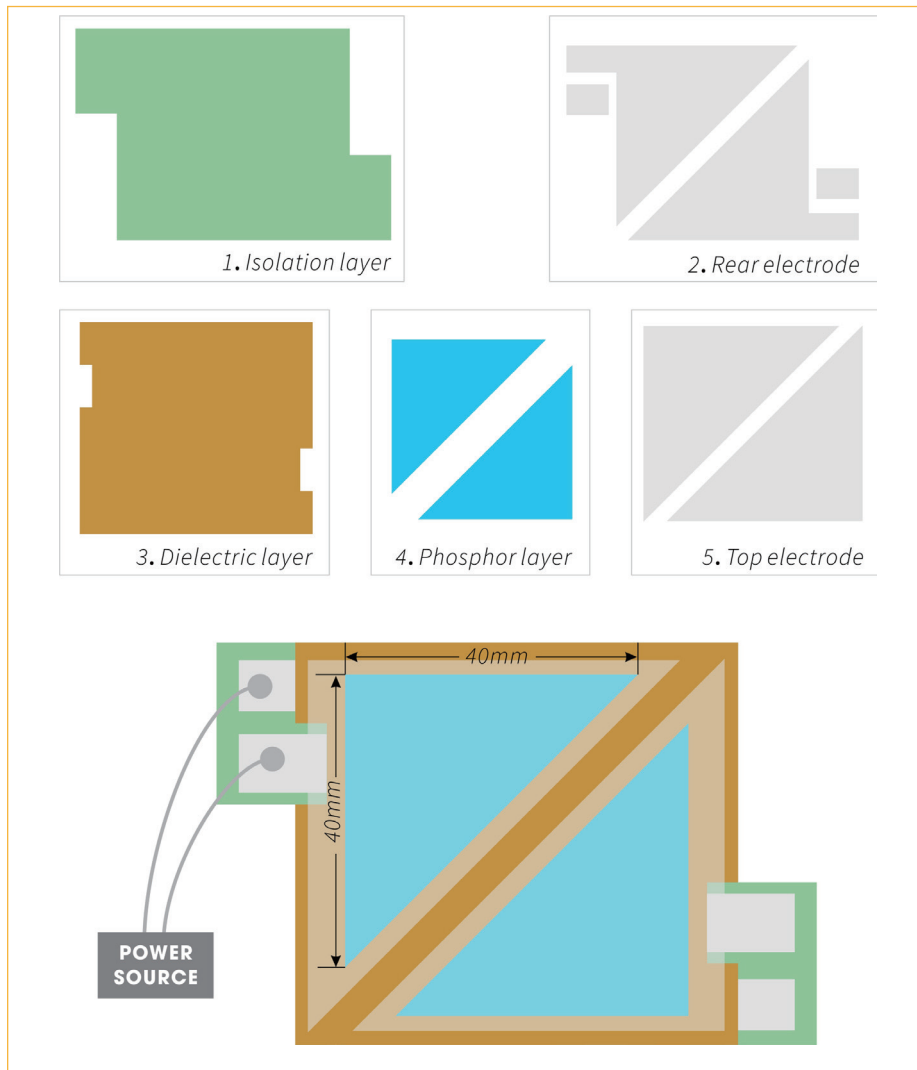 1. Isolation layer
2. Rear electrode
3. Dielectric layer
4. Phosphor layer
5. Top electrode
40mm
40mm
POWER
SOURCE